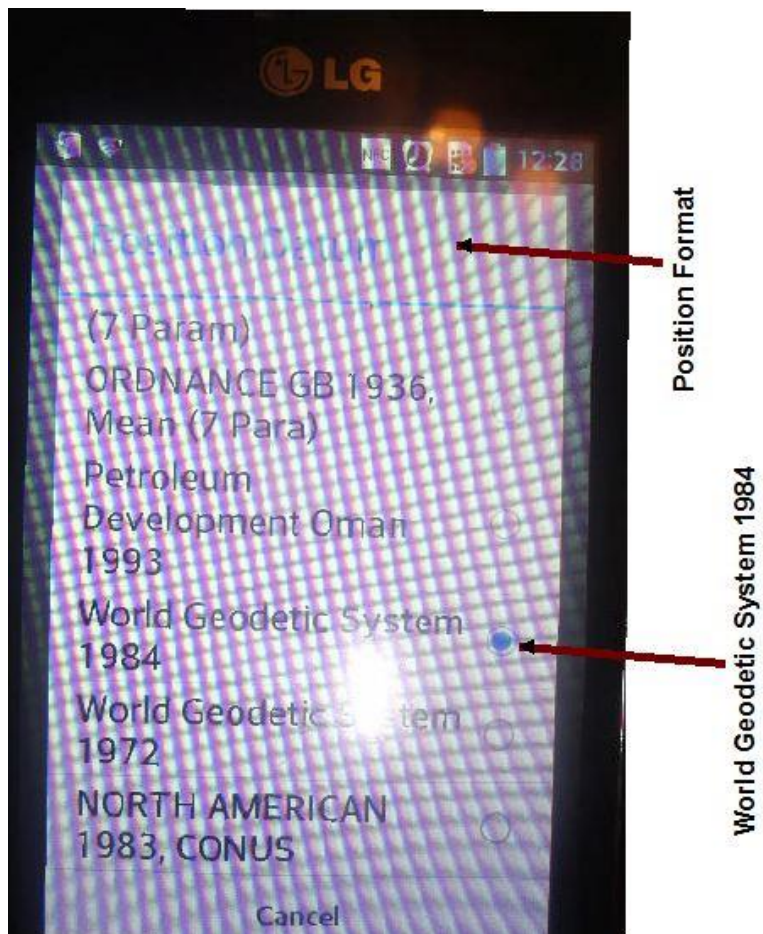 LG
NFC
12:28
Position Datum
(7 Param)
ORDNANCE GB 1936,
Mean (7 Para)
Petroleum
Development Oman
1993
World Geodetic System
1984
World Geodetic System
1972
NORTH AMERICAN
1983, CONUS
Cancel
Position Format
World Geodetic System 1984